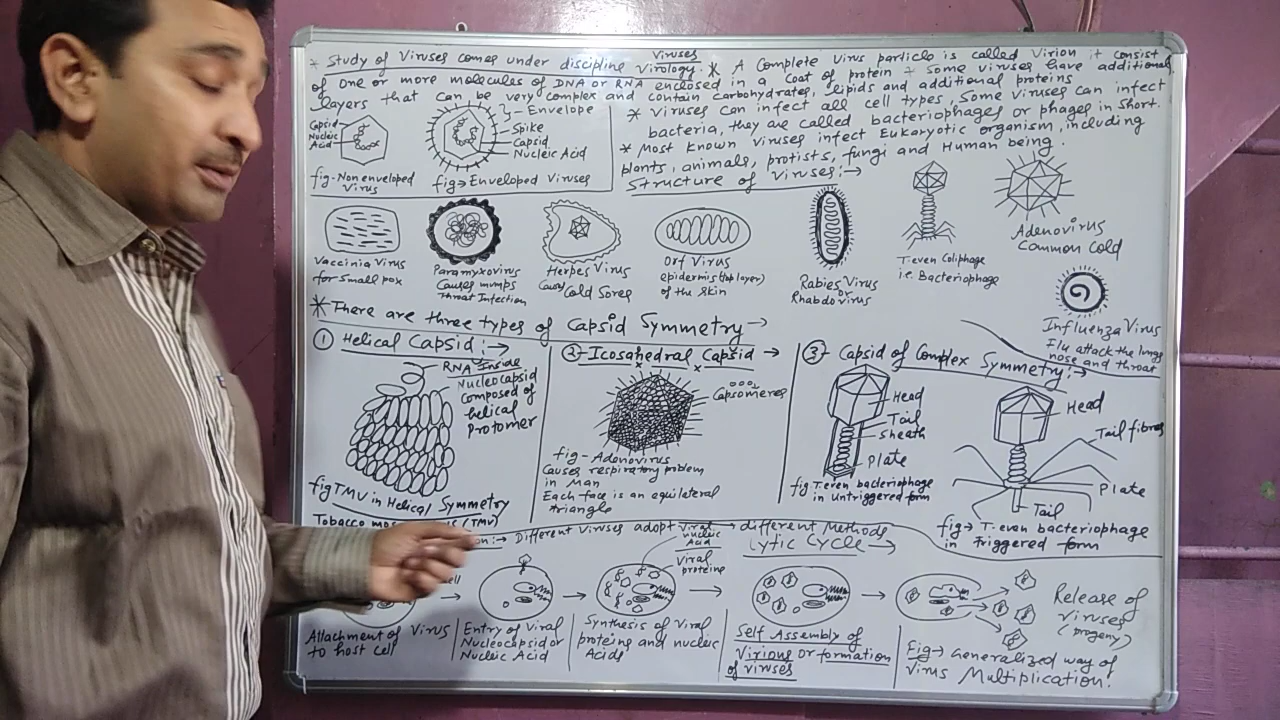 Viruses
* Study of Viruses comes under discipline Virology. * A Complete Virus particle is called Virion it consist
of one or more molecules of DNA or RNA enclosed in a Coat of protein + Some viruses have additional
layers that can be very complex and contain carbohydrates, lipids and additional proteins
* Viruses can infect all cell types, Some Viruses can infect
bacteria, they are called bacteriophages or phages in Short.
* Most known Viruses infect Eukaryotic organism, including
plants, animals, protists, fungi and Human being.
Capsid
Nucleic
Acid
fig-Nonenveloped
Virus
Envelope
Spike
Capsid
Nucleic Acid
fig→Enveloped Viruses
Structure of Viruses:→
Vaccinia Virus
for Small pox
Paramyxovirus
Causes mumps
Throat Infection
Herpes Virus
Cause
Cold Sores
Orf Virus
epidermis (top layer)
of the Skin
Rabies Virus
or
Rhabdovirus
T.even Coliphage
i.e. Bacteriophage
Adenovirus
Common Cold
Influenza Virus
Flu attack the lungs
nose and throat
* There are three types of Capsid Symmetry→
① Helical Capsid:→
RNA Inside
Nucleocapsid
Composed of
helical
Protomer
fig TMV in Helical Symmetry
(TMV)
②-Icosahedral Capsid →
Capsomeres
fig - Adenovirus
Causes respiratory problem
in Man
Each face is an equilateral
triangle
③- Capsid of Complex Symmetry:→
Head
Tail
Sheath
Plate
fig T.even bacteriophage
in Untriggered form
Head
Tail fibres
Plate
Tail
fig→ T.even bacteriophage
in Triggered form
on:→ Different Viruses adopt different Methods
Lytic Cycle→
Viral
nucleic
Acid
Viral
proteins
cell
Attachment of Virus
to host Cell
Entry of Viral
Nucleocapsid or
Nucleic Acid
Synthesis of Viral
proteins and nucleic
Acids
Self Assembly of
Virions or formation
of viruses
Release of
Viruses
(progeny)
Fig→ Generalized way of
Virus Multiplication.